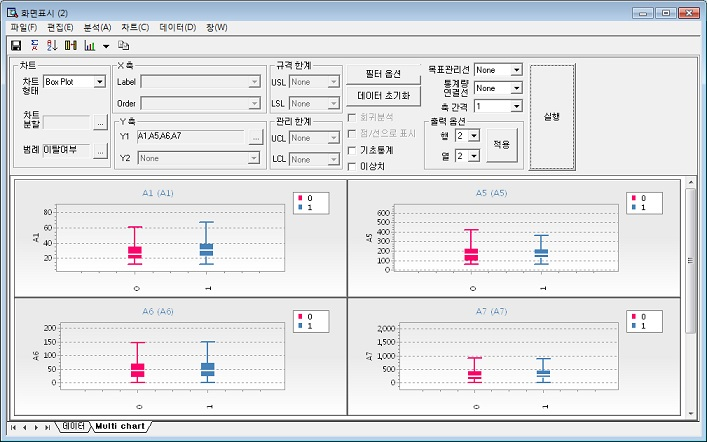 화면표시 (2)
파일(F) 편집(E) 분석(A) 차트(C) 데이터(D) 창(W)
차트
차트
형태
Box Plot
차트
분할
...
범례
이탈여부
...
X 축
Label
Order
Y 축
Y1 A1,A5,A6,A7 ...
Y2 None
규격 한계
USL None
LSL None
관리 한계
UCL None
LCL None
필터 옵션
데이터 초기화
회귀분석
점/선으로 표시
기초통계
이상치
목표관리선 None
통계량
연결선
None
축 간격 1
출력 옵션
행 2
열 2
적용
실행
A1 (A1)
0
1
A1
80
60
40
20
0
1
A5 (A5)
0
1
A5
600
500
400
300
200
100
0
0
1
A6 (A6)
0
1
A6
200
150
100
50
0
0
1
A7 (A7)
0
1
A7
2,000
1,500
1,000
500
0
0
1
데이터 Multi chart